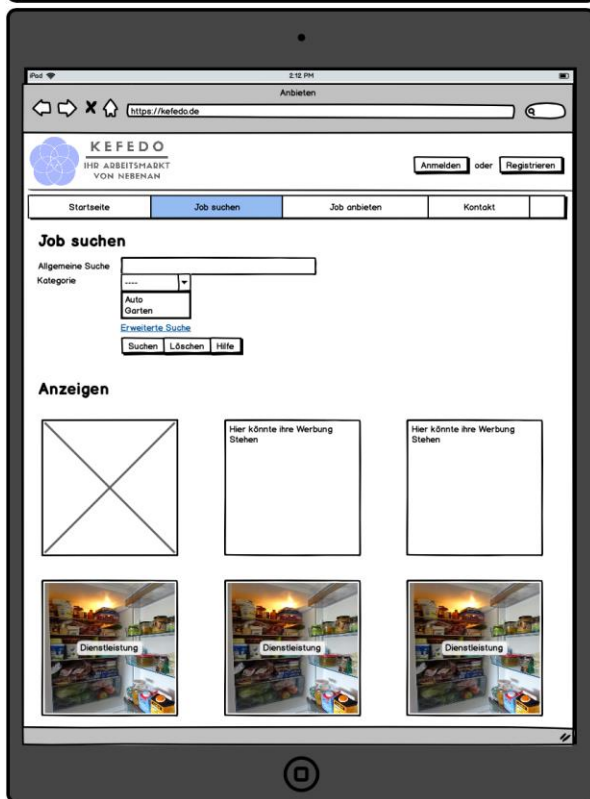 iPad
2:12 PM
Anbieten
https://kefedo.de
KEFEDO
IHR ARBEITSMARKT
VON NEBENAN
Anmelden oder Registrieren
Startseite Job suchen Job anbieten Kontakt
Job suchen
Allgemeine Suche
Kategorie ----
Auto
Garten
Erweiterte Suche
Suchen Löschen Hilfe
Anzeigen
Hier könnte ihre Werbung
Stehen
Hier könnte ihre Werbung
Stehen
Dienstleistung
Dienstleistung
Dienstleistung